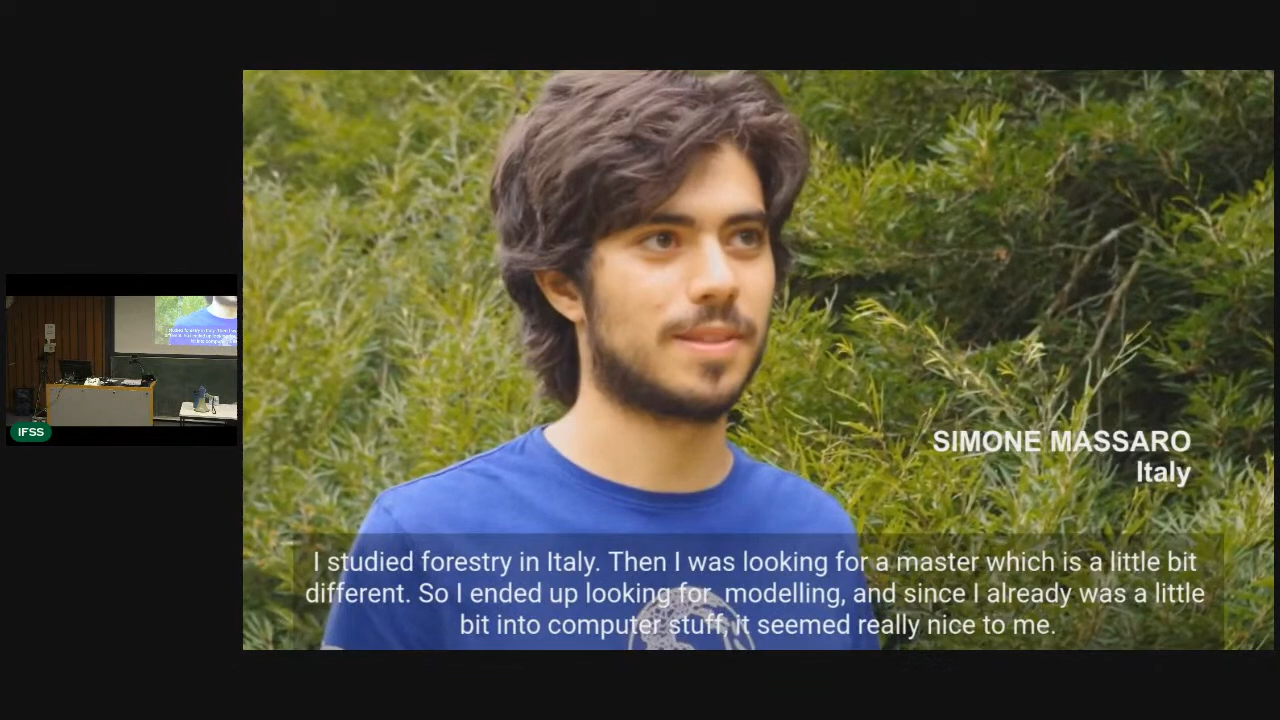 SIMONE MASSARO
Italy
I studied forestry in Italy. Then I was looking for a master which is a little bit
different. So I ended up looking for  modelling, and since I already was a little
bit into computer stuff, it seemed really nice to me.
IFSS